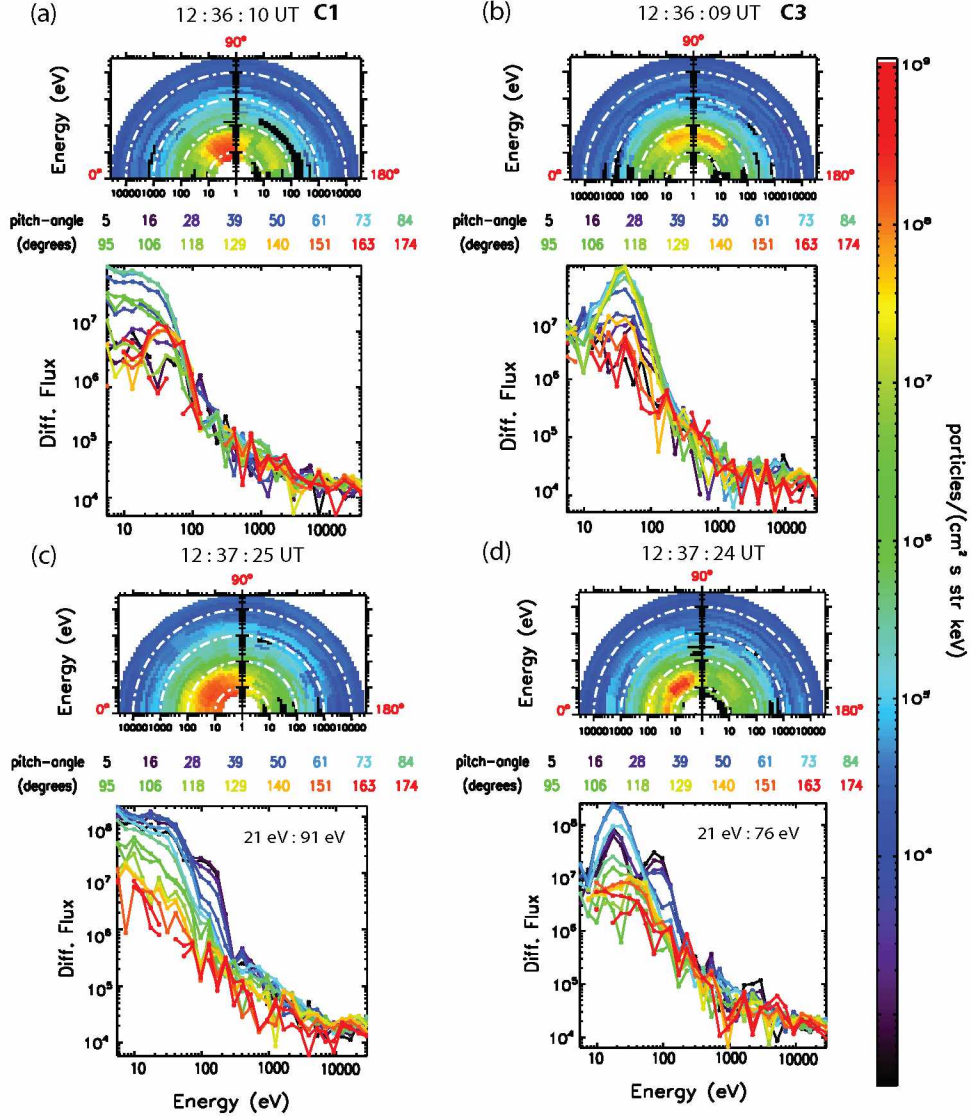 (a) 12 : 36 : 10 UT C1
(b) 12 : 36 : 09 UT C3
90°
Energy (eV)
0°
180°
10000 1000 100 10 1 10 100 1000 10000
90°
Energy (eV)
0°
180°
10000 1000 100 10 1 10 100 1000 10000
pitch-angle 5 16 28 39 50 61 73 84
(degrees) 95 106 118 129 140 151 163 174
pitch-angle 5 16 28 39 50 61 73 84
(degrees) 95 106 118 129 140 151 163 174
Diff. Flux
10⁷
10⁶
10⁵
10⁴
10 100 1000 10000
Diff. Flux
10⁷
10⁶
10⁵
10⁴
10 100 1000 10000
(c) 12 : 37 : 25 UT
(d) 12 : 37 : 24 UT
90°
Energy (eV)
0°
180°
10000 1000 100 10 1 10 100 1000 10000
90°
Energy (eV)
0°
180°
10000 1000 100 10 1 10 100 1000 10000
pitch-angle 5 16 28 39 50 61 73 84
(degrees) 95 106 118 129 140 151 163 174
pitch-angle 5 16 28 39 50 61 73 84
(degrees) 95 106 118 129 140 151 163 174
21 eV : 91 eV
Diff. Flux
10⁸
10⁷
10⁶
10⁵
10⁴
10 100 1000 10000
Energy (eV)
21 eV : 76 eV
Diff. Flux
10⁸
10⁷
10⁶
10⁵
10⁴
10 100 1000 10000
Energy (eV)
10⁹
10⁸
10⁷
10⁶
10⁵
10⁴
particles/(cm² s str keV)